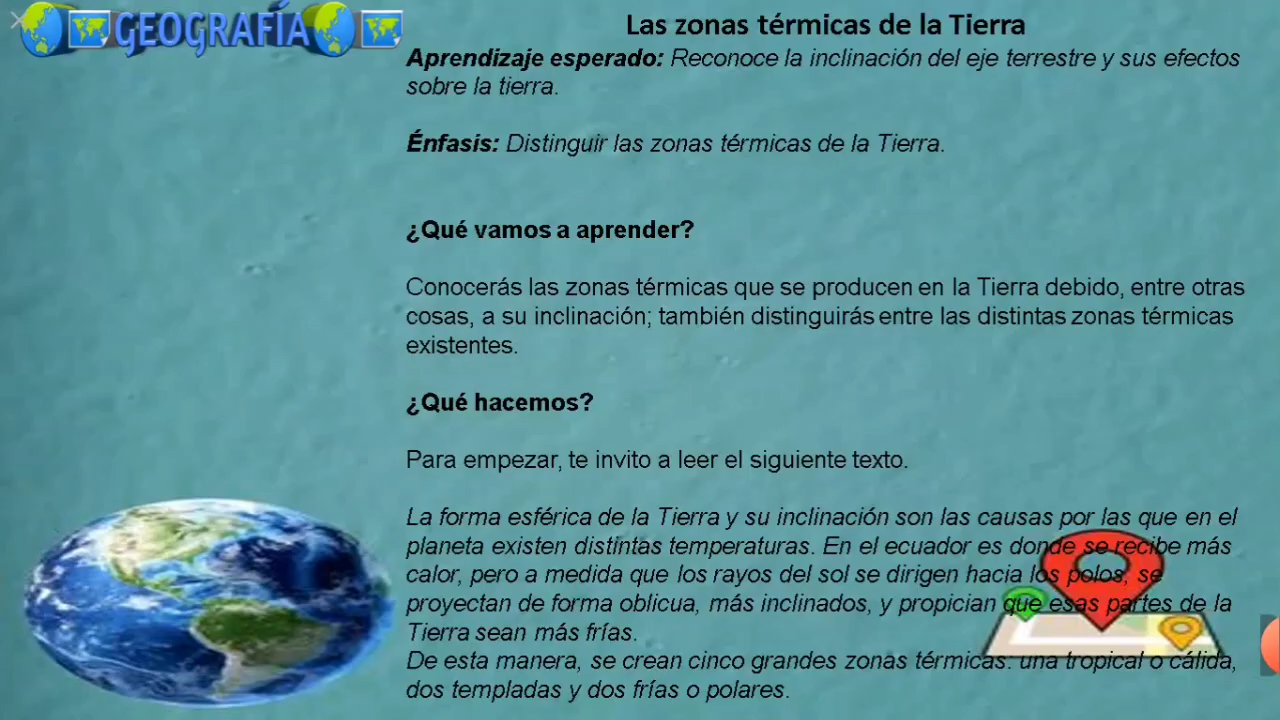 GEOGRAFÍA
Las zonas térmicas de la Tierra
Aprendizaje esperado: Reconoce la inclinación del eje terrestre y sus efectos
sobre la tierra.
Énfasis: Distinguir las zonas térmicas de la Tierra.
¿Qué vamos a aprender?
Conocerás las zonas térmicas que se producen en la Tierra debido, entre otras
cosas, a su inclinación; también distinguirás entre las distintas zonas térmicas
existentes.
¿Qué hacemos?
Para empezar, te invito a leer el siguiente texto.
La forma esférica de la Tierra y su inclinación son las causas por las que en el
planeta existen distintas temperaturas. En el ecuador es donde se recibe más
calor, pero a medida que los rayos del sol se dirigen hacia los polos, se
proyectan de forma oblicua, más inclinados, y propician que esas partes de la
Tierra sean más frías.
De esta manera, se crean cinco grandes zonas térmicas: una tropical o cálida,
dos templadas y dos frías o polares.